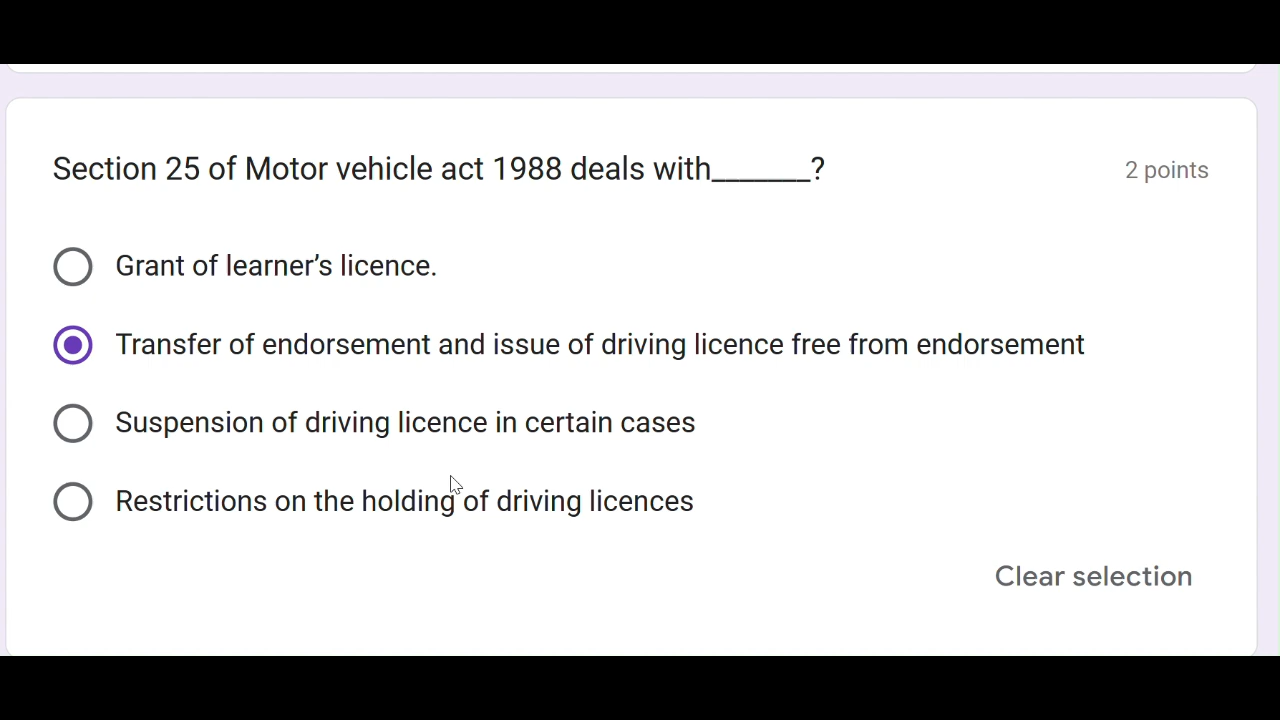 Section 25 of Motor vehicle act 1988 deals with_______?
2 points
Grant of learner’s licence.
Transfer of endorsement and issue of driving licence free from endorsement
Suspension of driving licence in certain cases
Restrictions on the holding of driving licences
Clear selection